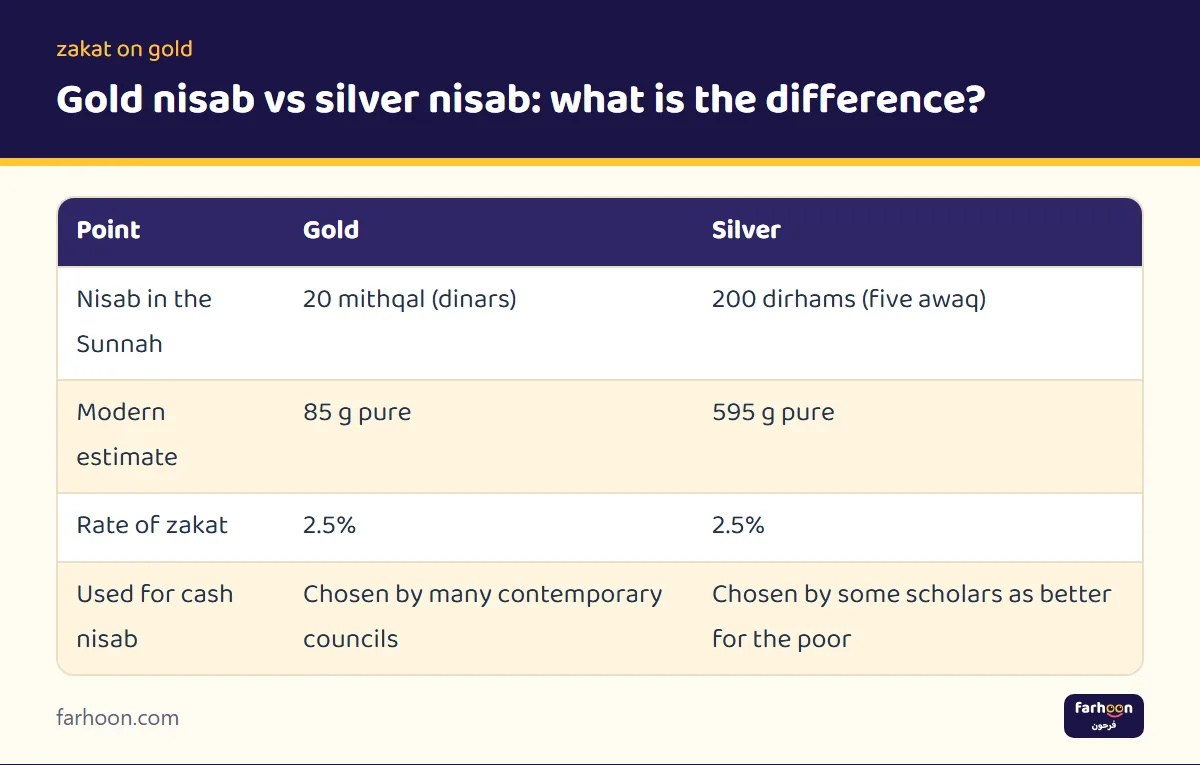 zakat on gold
Gold nisab vs silver nisab: what is the difference?
Point Gold Silver
Nisab in the Sunnah 20 mithqal (dinars) 200 dirhams (five awaq)
Modern estimate 85 g pure 595 g pure
Rate of zakat 2.5% 2.5%
Used for cash nisab Chosen by many contemporary councils Chosen by some scholars as better for the poor
farhoon.com
farhoon
فرحون